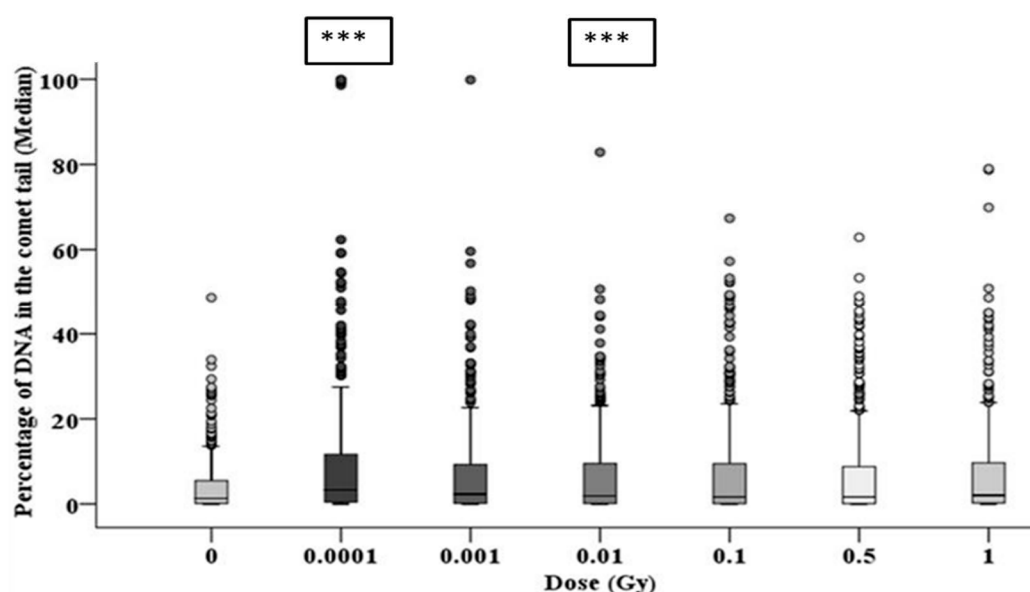 *** ***
Percentage of DNA in the comet tail (Median)
100
80
60
40
20
0
0 0.0001 0.001 0.01 0.1 0.5 1
Dose (Gy)